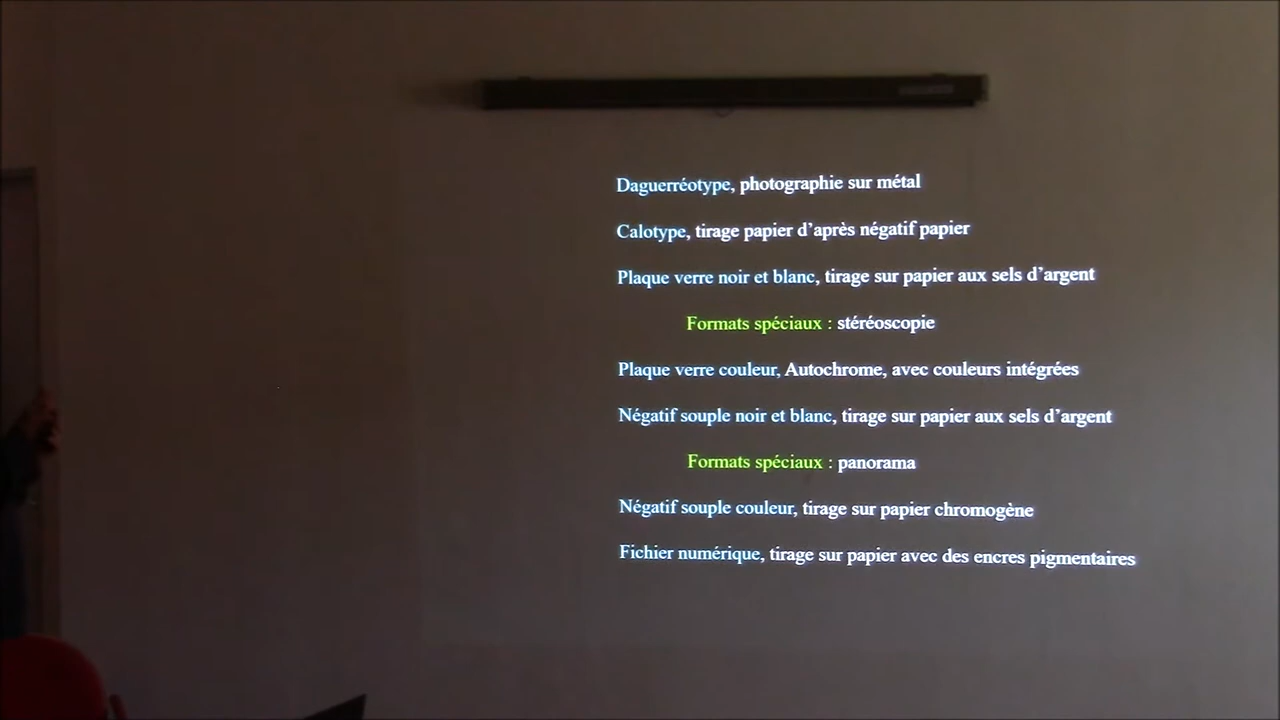 Daguerréotype, photographie sur métal
Calotype, tirage papier d’après négatif papier
Plaque verre noir et blanc, tirage sur papier aux sels d’argent
Formats spéciaux : stéréoscopie
Plaque verre couleur, Autochrome, avec couleurs intégrées
Négatif souple noir et blanc, tirage sur papier aux sels d’argent
Formats spéciaux : panorama
Négatif souple couleur, tirage sur papier chromogène
Fichier numérique, tirage sur papier avec des encres pigmentaires